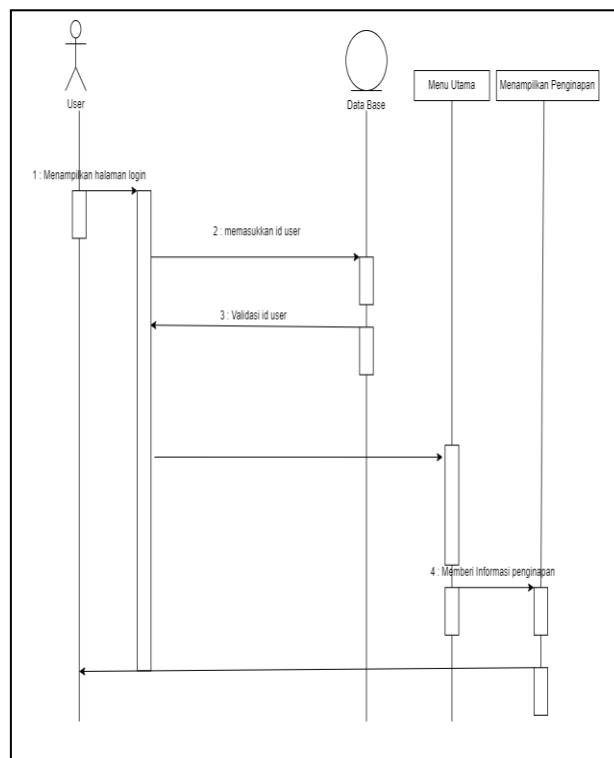 User
Data Base
Menu Utama
Menampilkan Penginapan
1 : Menampilkan halaman login
2 : memasukkan id user
3 : Validasi id user
4 : Memberi Informasi penginapan